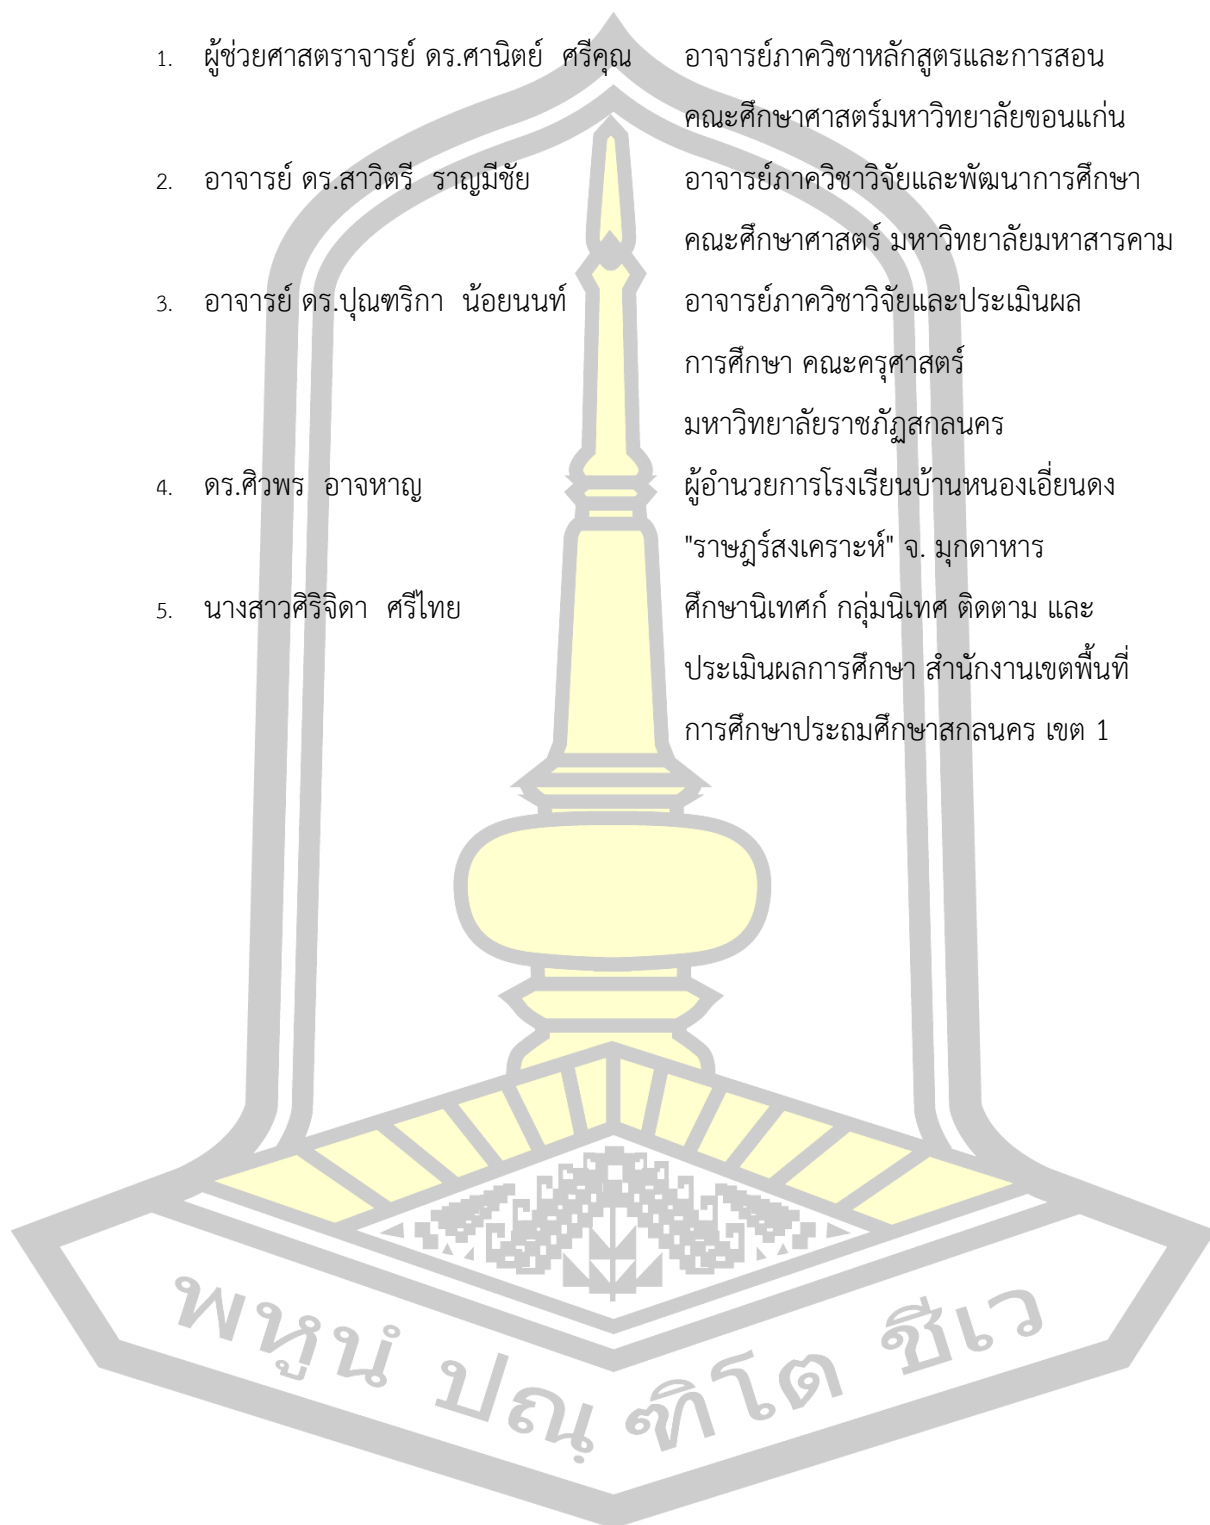 1. ผู้ช่วยศาสตราจารย์ ดร.ศานิตย์ ศรีคุณ อาจารย์ภาควิชาหลักสูตรและการสอน
คณะศึกษาศาสตร์มหาวิทยาลัยขอนแก่น
2. อาจารย์ ดร.สาวิตรี ราญมีชัย อาจารย์ภาควิชาวิจัยและพัฒนาการศึกษา
คณะศึกษาศาสตร์ มหาวิทยาลัยมหาสารคาม
3. อาจารย์ ดร.ปุณฑริกา น้อยนนท์ อาจารย์ภาควิชาวิจัยและประเมินผล
การศึกษา คณะครุศาสตร์
มหาวิทยาลัยราชภัฏสกลนคร
4. ดร.ศิวพร อาจหาญ ผู้อำนวยการโรงเรียนบ้านหนองเอี่ยนดง
"ราษฎร์สงเคราะห์" จ. มุกดาหาร
5. นางสาวศิริจิดา ศรีไทย ศึกษานิเทศก์ กลุ่มนิเทศ ติดตาม และ
ประเมินผลการศึกษา สำนักงานเขตพื้นที่
การศึกษาประถมศึกษาสกลนคร เขต 1
พหูนํ ปณฺฑิโต ชีเว